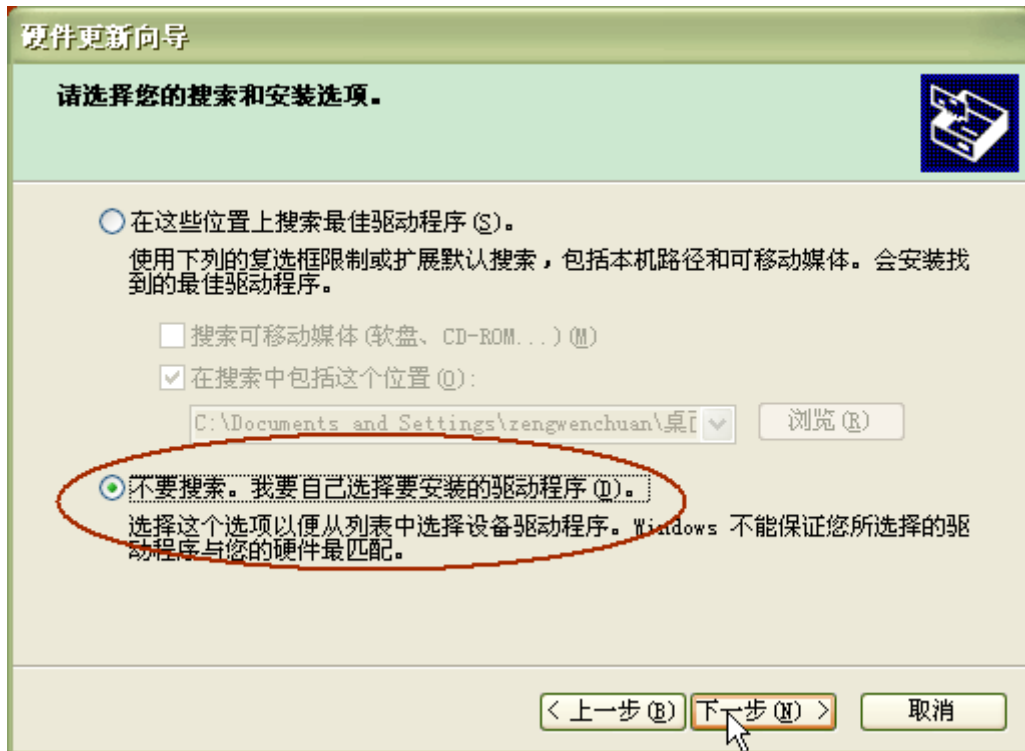 硬件更新向导
请选择您的搜索和安装选项。
在这些位置上搜索最佳驱动程序(S)。
使用下列的复选框限制或扩展默认搜索，包括本机路径和可移动媒体。会安装找
到的最佳驱动程序。
搜索可移动媒体(软盘、CD-ROM...)(M)
在搜索中包括这个位置(O):
C:\Documents and Settings\zengwenchuan\桌
浏览(R)
不要搜索。我要自己选择要安装的驱动程序(D)。
选择这个选项以便从列表中选择设备驱动程序。Windows 不能保证您所选择的驱
动程序与您的硬件最匹配。
< 上一步(B) 下一步(N) > 取消